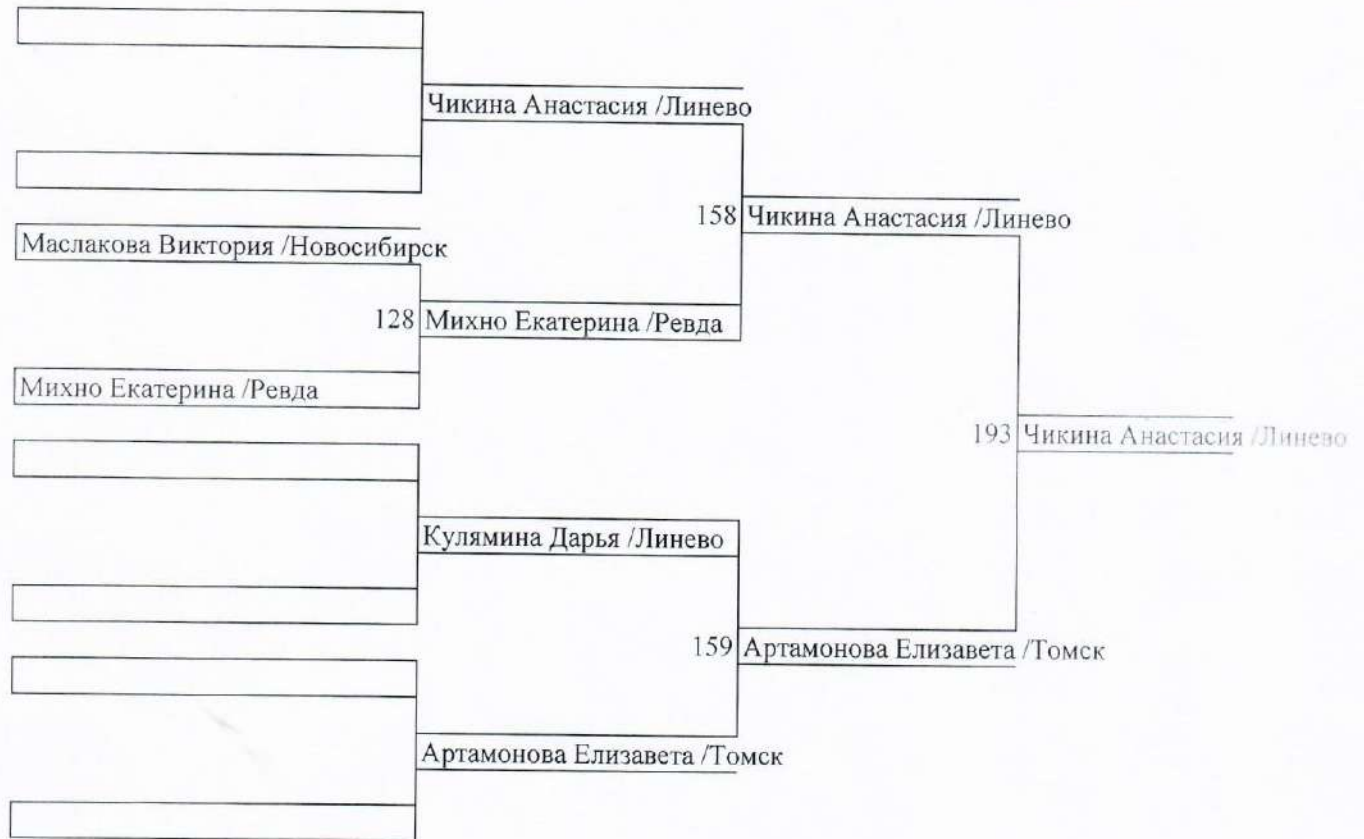 Чикина Анастасия /Линево
158 Чикина Анастасия /Линево
Маслакова Виктория /Новосибирск
128 Михно Екатерина /Ревда
Михно Екатерина /Ревда
193 Чикина Анастасия /Линево
Кулямина Дарья /Линево
159 Артамонова Елизавета /Томск
Артамонова Елизавета /Томск